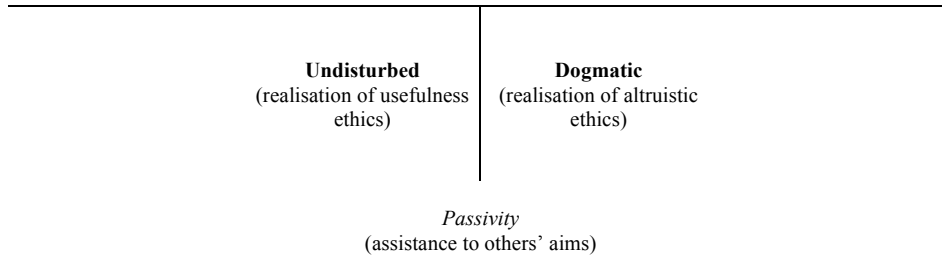 Undisturbed
(realisation of usefulness
ethics)
Dogmatic
(realisation of altruistic
ethics)
Passivity
(assistance to others’ aims)